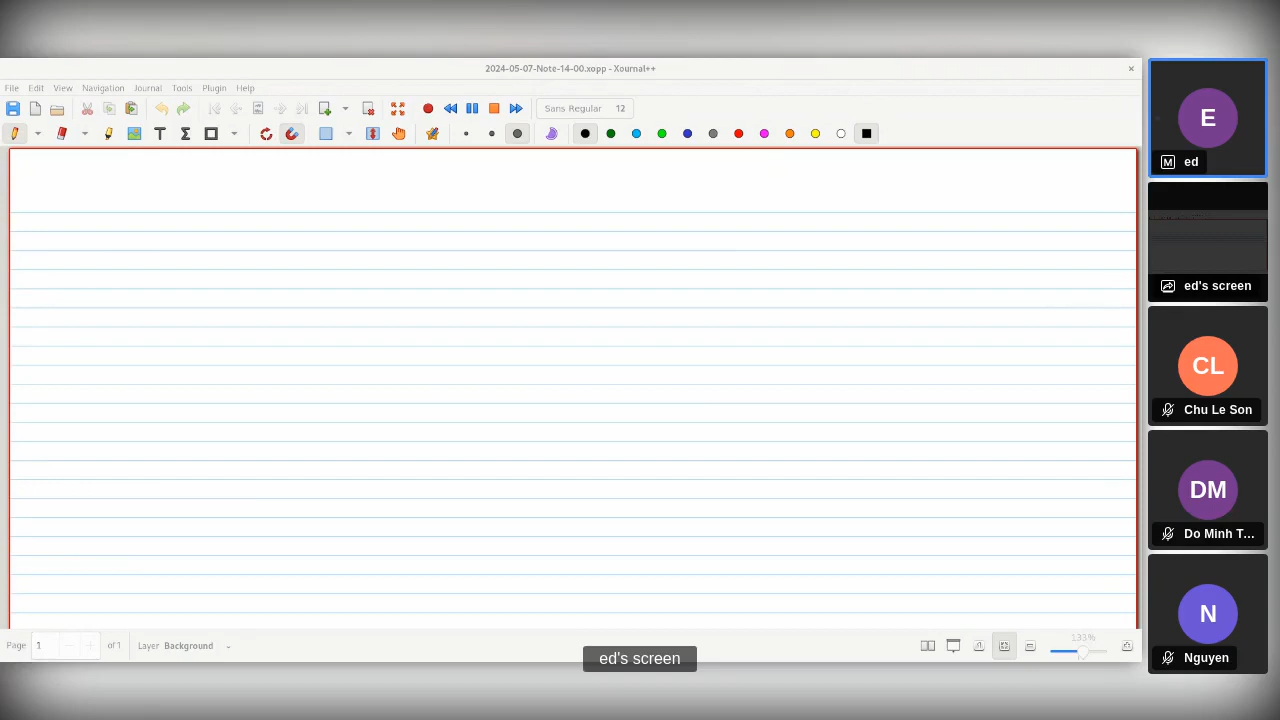 2024-05-07-Note-14-00.xopp - Xournal++
File Edit View Navigation Journal Tools Plugin Help
Sans Regular 12
Page 1 of 1 Layer Background
133%
ed's screen
E
ed
ed's screen
CL
Chu Le Son
DM
Do Minh T...
N
Nguyen